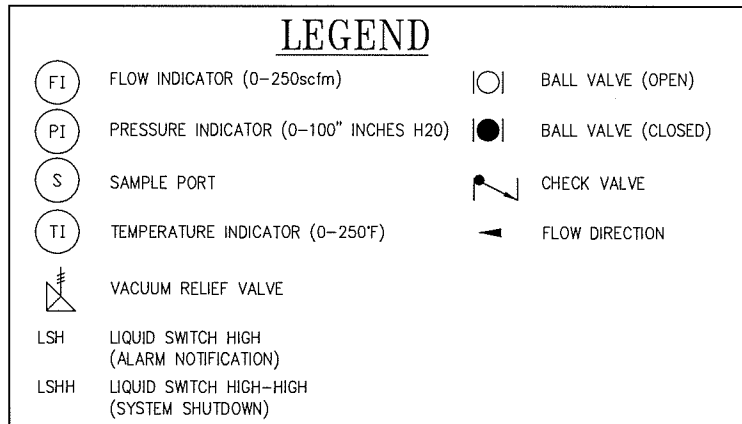 LEGEND
FI FLOW INDICATOR (0-250scfm)
PI PRESSURE INDICATOR (0-100" INCHES H20)
S SAMPLE PORT
TI TEMPERATURE INDICATOR (0-250°F)
VACUUM RELIEF VALVE
LSH LIQUID SWITCH HIGH
(ALARM NOTIFICATION)
LSHH LIQUID SWITCH HIGH-HIGH
(SYSTEM SHUTDOWN)
BALL VALVE (OPEN)
BALL VALVE (CLOSED)
CHECK VALVE
FLOW DIRECTION